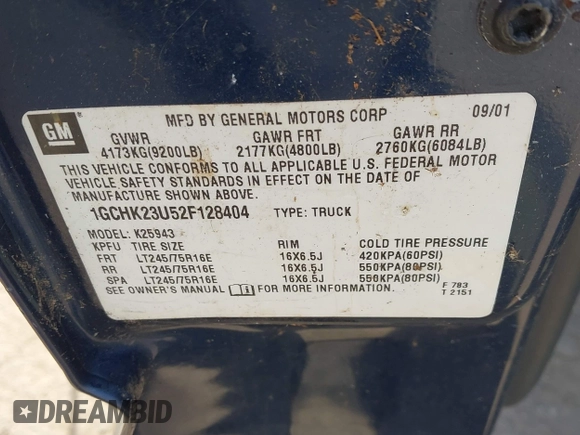 GM
MFD BY GENERAL MOTORS CORP 09/01
GVWR GAWR FRT GAWR RR
4173KG(9200LB) 2177KG(4800LB) 2760KG(6084LB)
THIS VEHICLE CONFORMS TO ALL APPLICABLE U.S. FEDERAL MOTOR
VEHICLE SAFETY STANDARDS IN EFFECT ON THE DATE OF
MANUFACTURE SHOWN ABOVE.
1GCHK23U52F128404 TYPE: TRUCK
MODEL: K25943
KPFU TIRE SIZE RIM COLD TIRE PRESSURE
FRT LT245/75R16E 16X6.5J 420KPA(60PSI)
RR LT245/75R16E 16X6.5J 550KPA(80PSI)
SPA LT245/75R16E 16X6.5J 550KPA(80PSI)
SEE OWNER'S MANUAL FOR MORE INFORMATION.
F 783
T 2151
DREAMBID